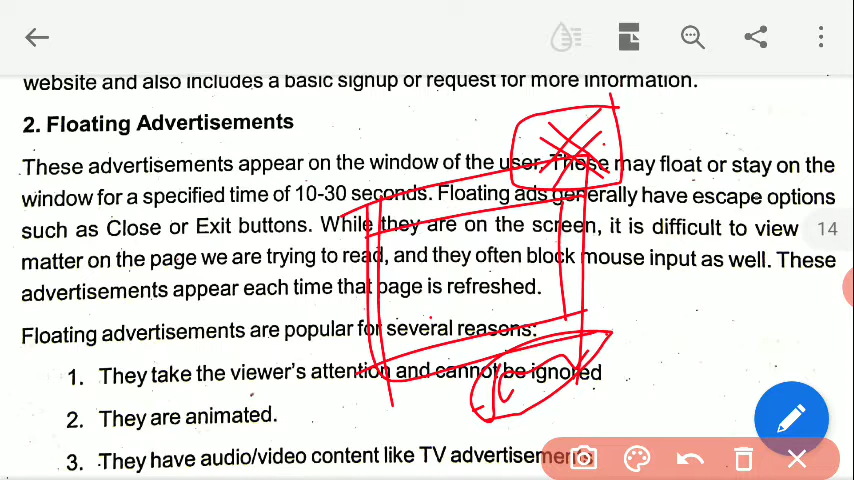 website and also includes a basic signup or request for more information.
2. Floating Advertisements
These advertisements appear on the window of the user. These may float or stay on the
window for a specified time of 10-30 seconds. Floating ads generally have escape options
such as Close or Exit buttons. While they are on the screen, it is difficult to view
14
matter on the page we are trying to read, and they often block mouse input as well. These
advertisements appear each time that page is refreshed.
Floating advertisements are popular for several reasons:
1. They take the viewer's attention and cannot be ignored
2. They are animated.
3. They have audio/video content like TV advertisements